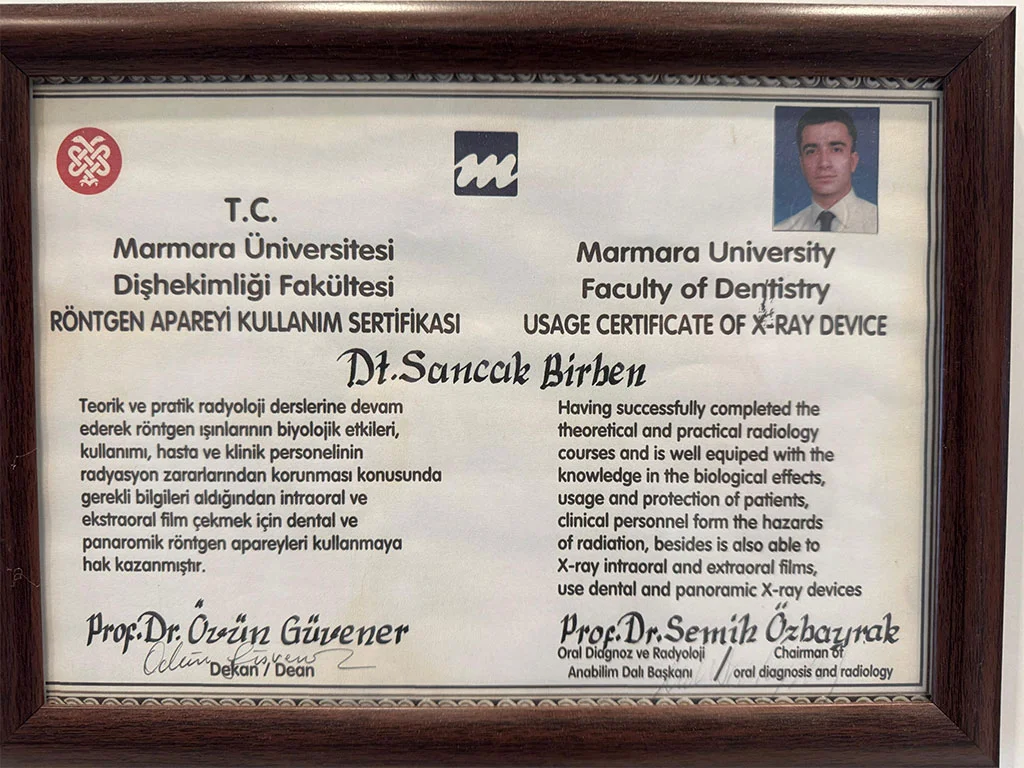 T.C.
Marmara Üniversitesi
Dişhekimliği Fakültesi
RÖNTGEN APAREYİ KULLANIM SERTİFİKASI
Marmara University
Faculty of Dentistry
USAGE CERTIFICATE OF X-RAY DEVICE
Dt. Sancak Birben
Teorik ve pratik radyoloji derslerine devam
ederek röntgen ışınlarının biyolojik etkileri,
kullanımı, hasta ve klinik personelinin
radyasyon zararlarından korunması konusunda
gerekli bilgileri aldığından intraoral ve
ekstraoral film çekmek için dental ve
panaromik röntgen apareyleri kullanmaya
hak kazanmıştır.
Having successfully completed the
theoretical and practical radiology
courses and is well equiped with the
knowledge in the biological effects,
usage and protection of patients,
clinical personnel form the hazards
of radiation, besides is also able to
X-ray intraoral and extraoral films,
use dental and panoramic X-ray devices
Prof.Dr. Övün Güvener
Dekan / Dean
Prof.Dr.Semih Özbayrak
Oral Diagnoz ve Radyoloji
Anabilim Dalı Başkanı /
Chairman of
oral diagnosis and radiology